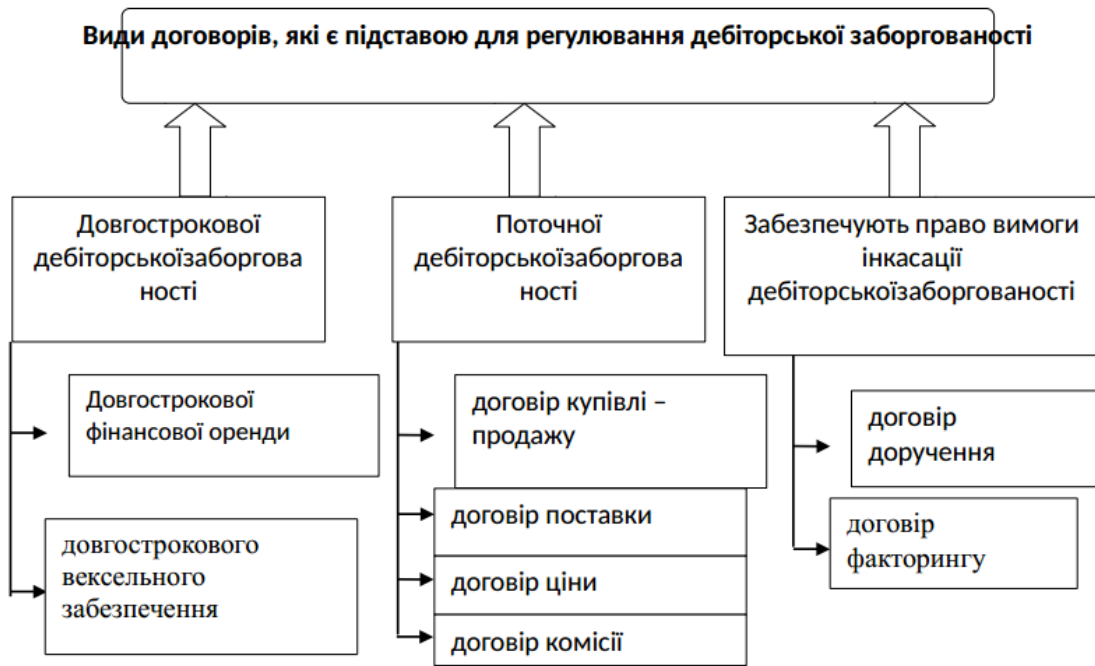 Види договорів, які є підставою для регулювання дебіторської заборгованості
Довгострокової
дебіторськоїзаборгова
ності
Поточної
дебіторськоїзаборгова
ності
Забезпечують право вимоги
інкасації
дебіторськоїзаборгованості
Довгострокової
фінансової оренди
довгострокового
вексельного
забезпечення
договір купівлі –
продажу
договір поставки
договір ціни
договір комісії
договір
доручення
договір
факторингу